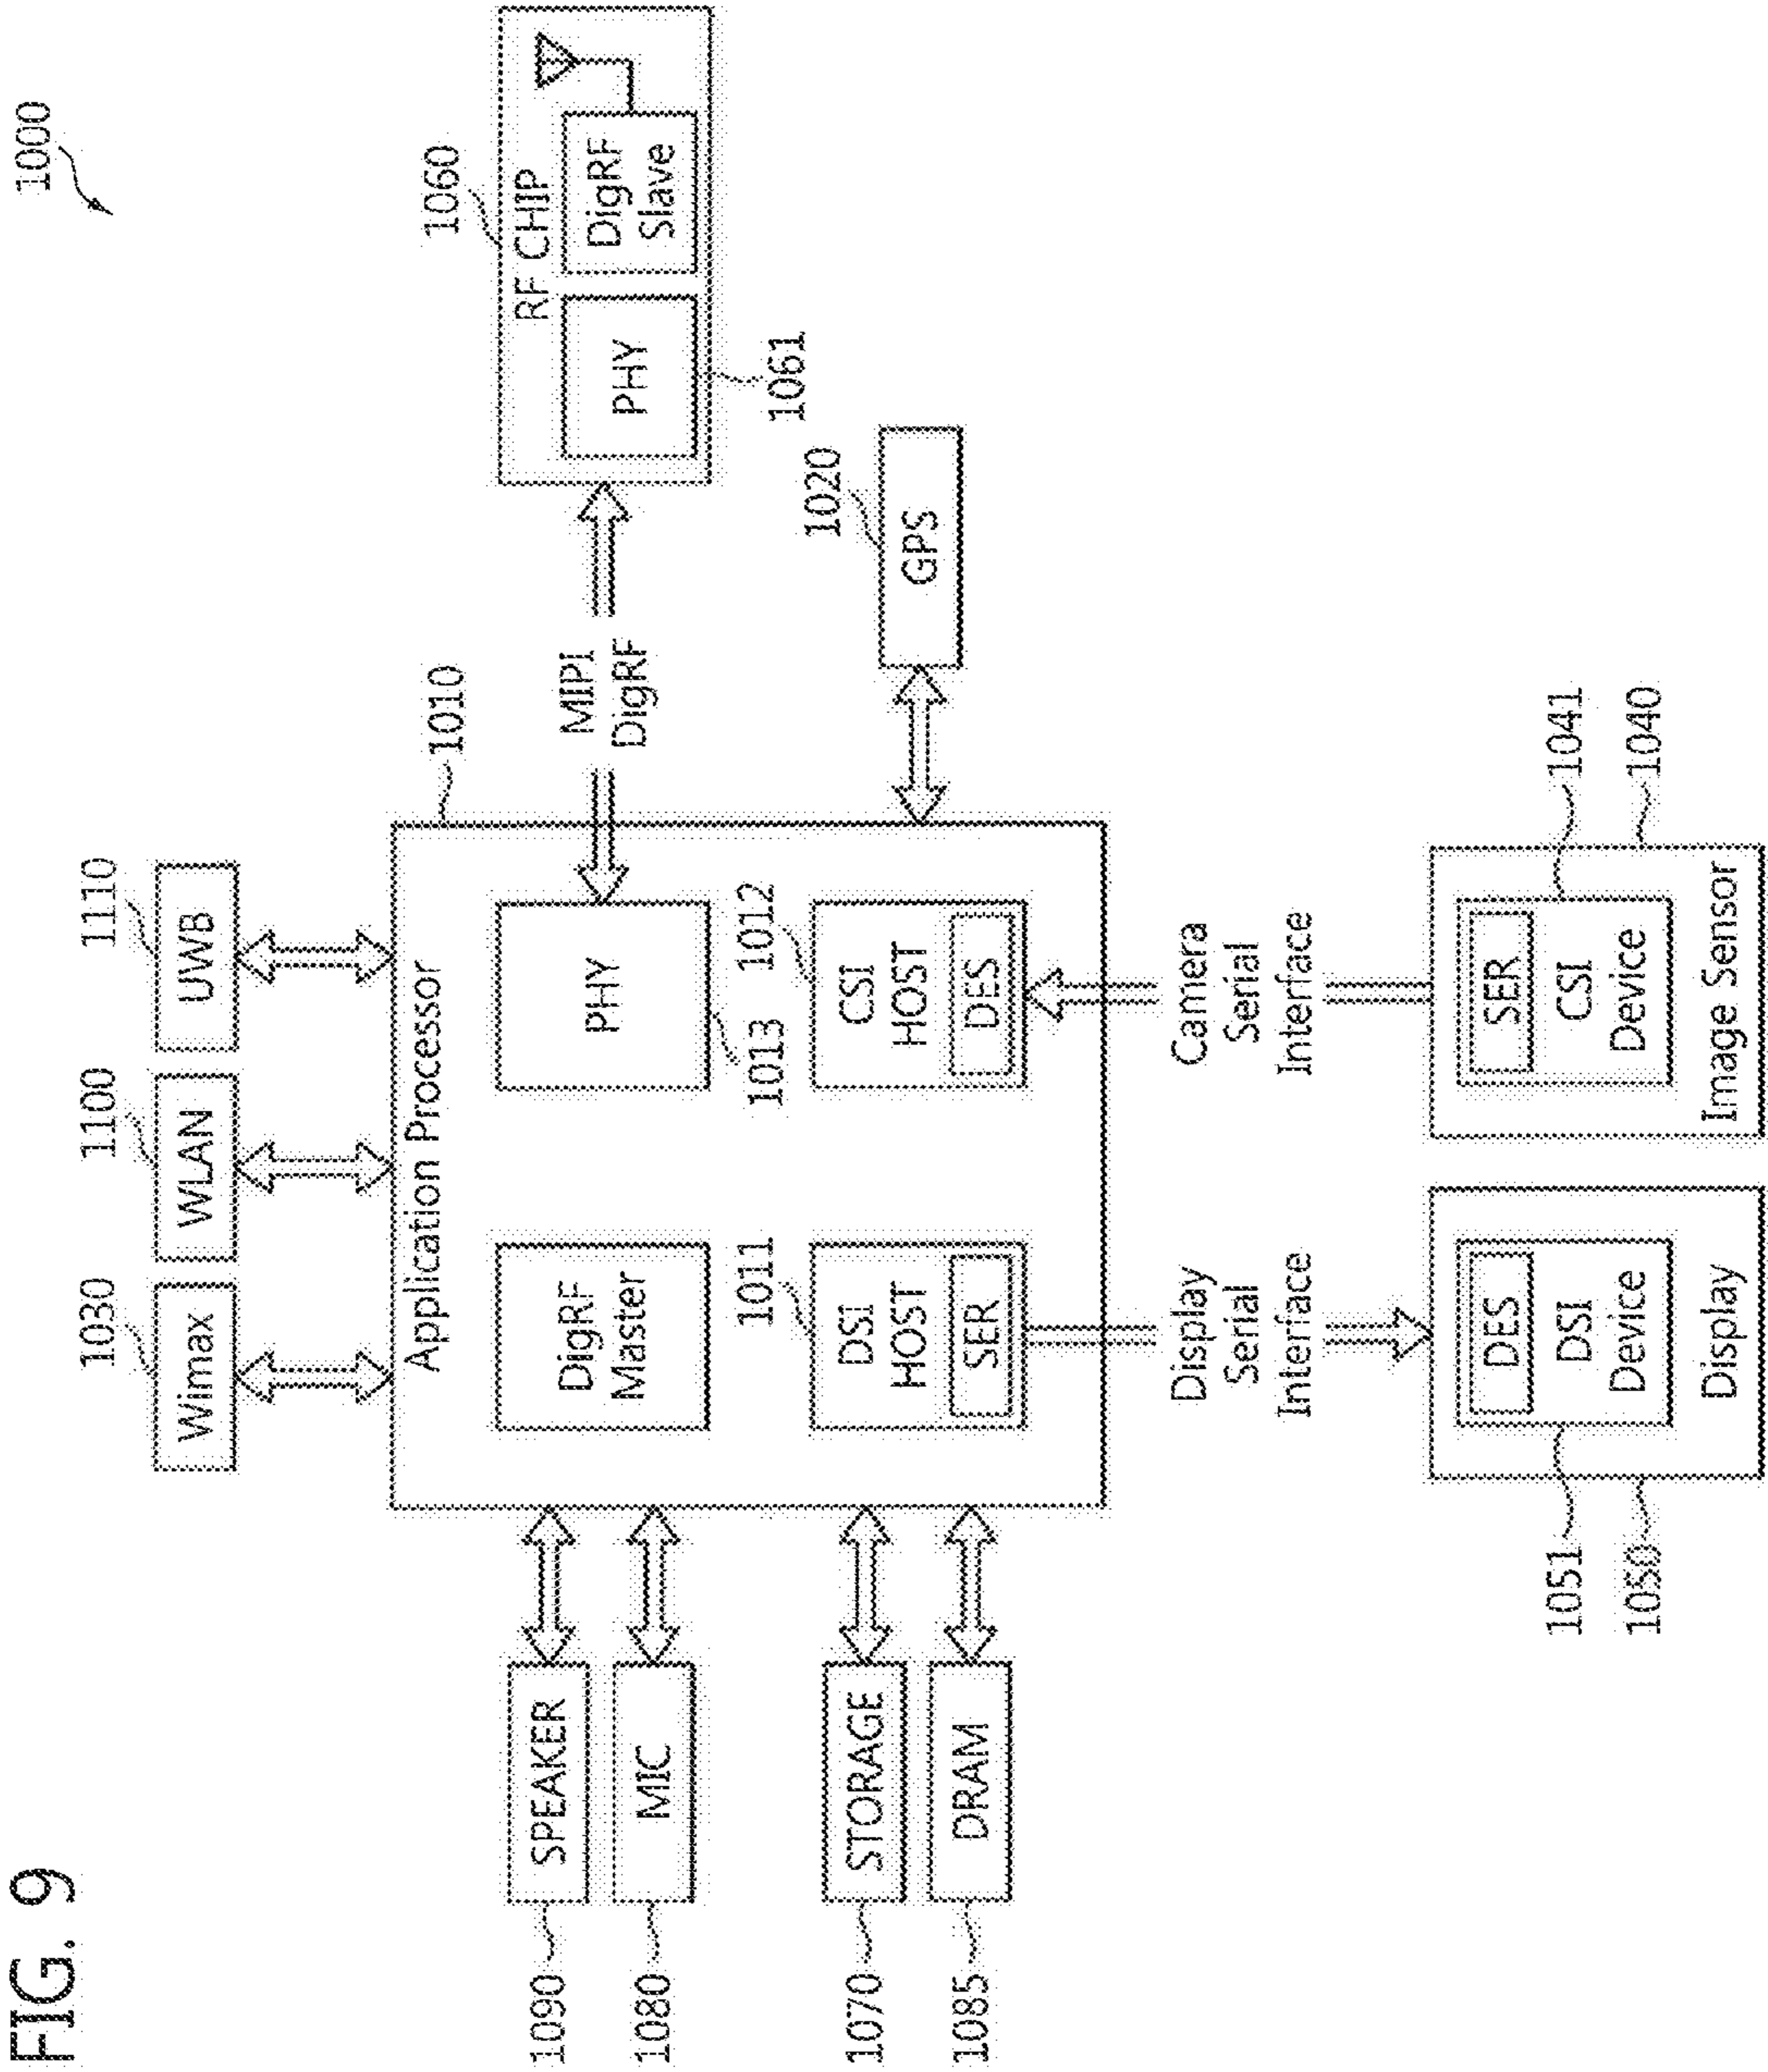 FIG. 9
1000
1030
1100
1110
Wimax
WLAN
UWB
1010
Application Processor
1090
SPEAKER
1080
MIC
DigRF
Master
PHY
1013
MIPI
DigRF
1060
RF CHIP
PHY
DigRF
Slave
1061
1070
STORAGE
1085
DRAM
1011
DSI
HOST
SER
1012
CSI
HOST
DES
1020
GPS
Display
Serial
Interface
Camera
Serial
Interface
1051
1050
DES
DSI
Device
Display
SER
CSI
Device
Image Sensor
1041
1040